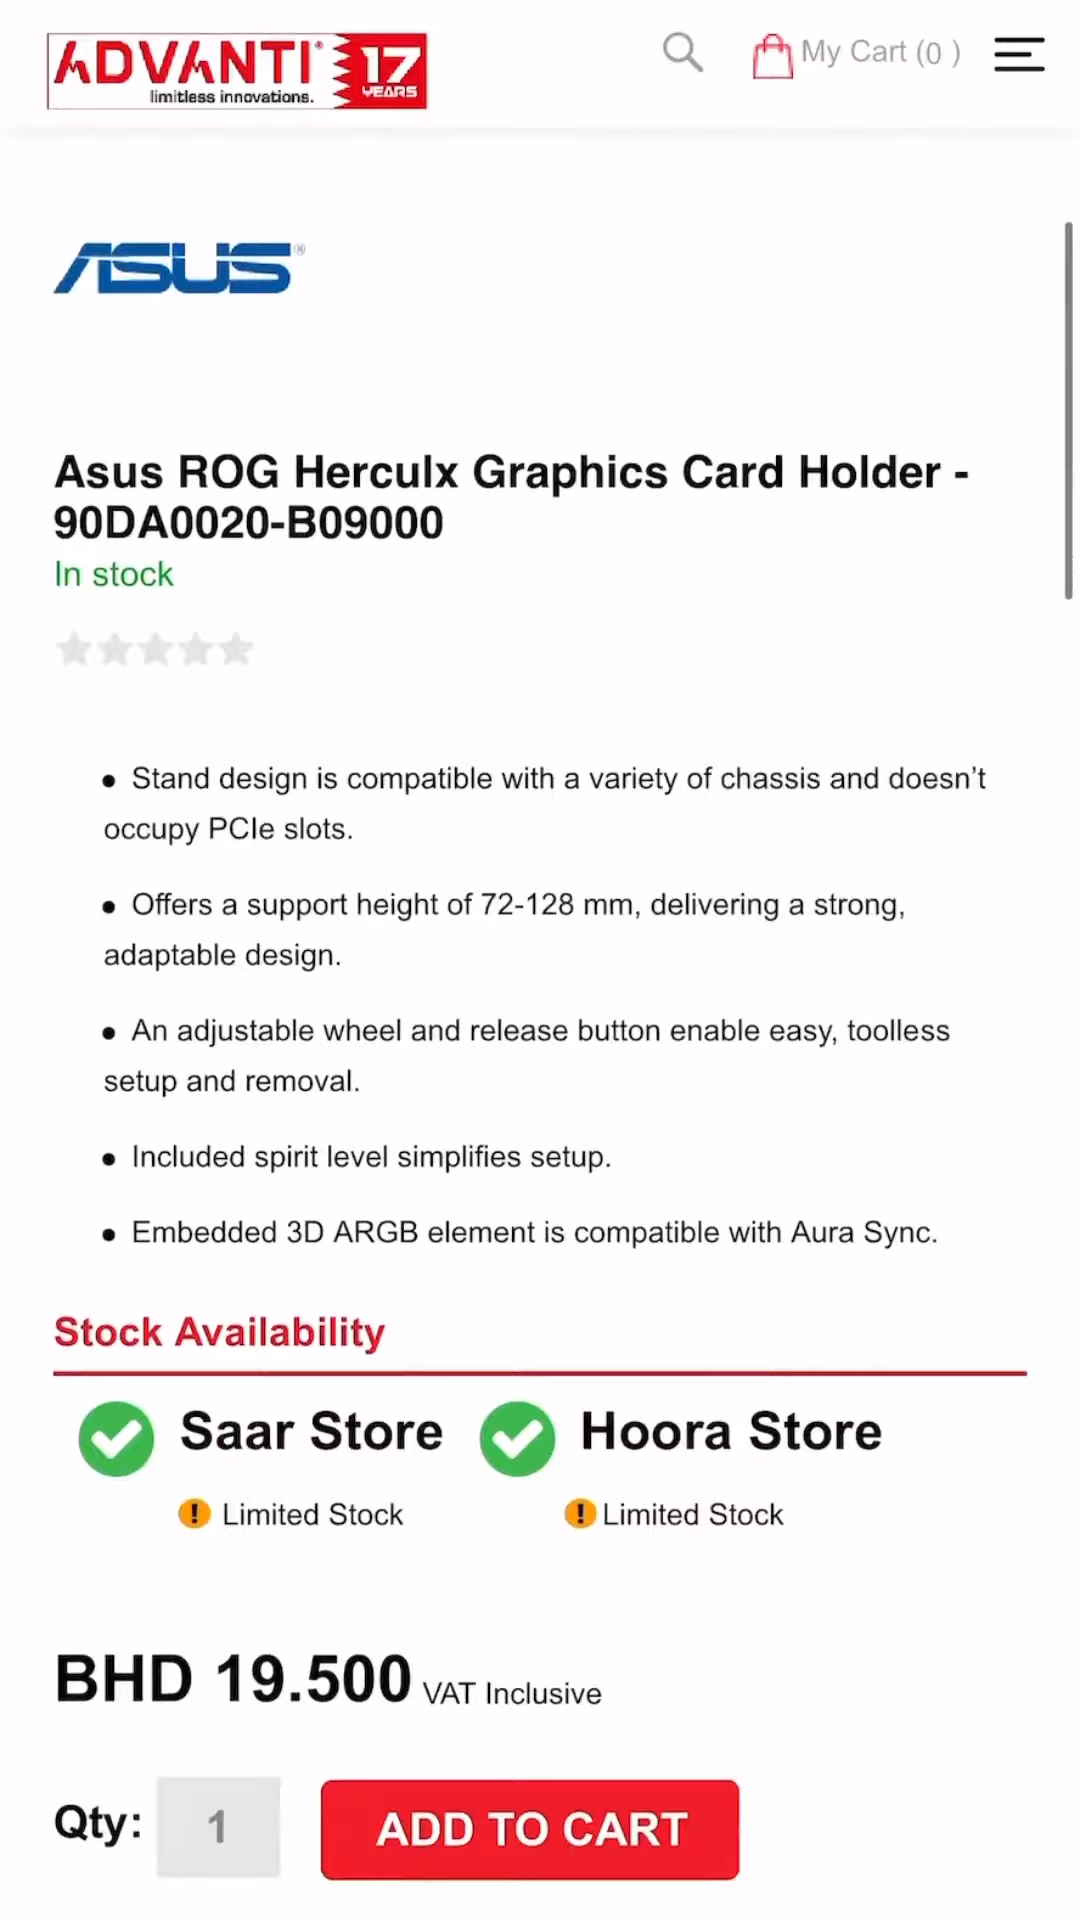 ADVANTI®
limitless innovations.
17
YEARS
My Cart (0 )
ASUS®
Asus ROG Herculx Graphics Card Holder -
90DA0020-B09000
In stock
• Stand design is compatible with a variety of chassis and doesn’t
occupy PCIe slots.
• Offers a support height of 72-128 mm, delivering a strong,
adaptable design.
• An adjustable wheel and release button enable easy, toolless
setup and removal.
• Included spirit level simplifies setup.
• Embedded 3D ARGB element is compatible with Aura Sync.
Stock Availability
Saar Store
Hoora Store
! Limited Stock
! Limited Stock
BHD 19.500 VAT Inclusive
Qty: 1
ADD TO CART